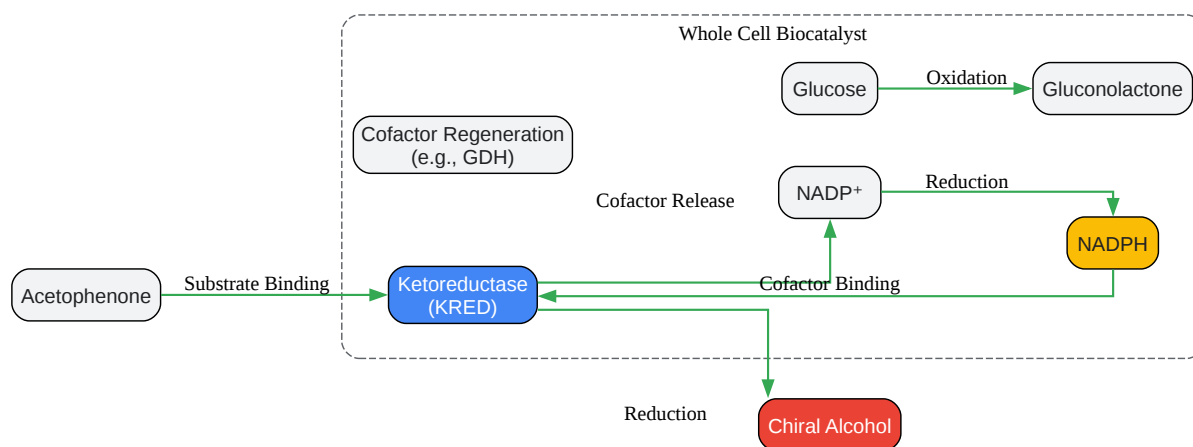 Whole Cell Biocatalyst
Glucose
Oxidation
Gluconolactone
Cofactor Regeneration
(e.g., GDH)
Cofactor Release
NADP⁺
Reduction
NADPH
Acetophenone
Substrate Binding
Ketoreductase
(KRED)
Cofactor Binding
Reduction
Chiral Alcohol